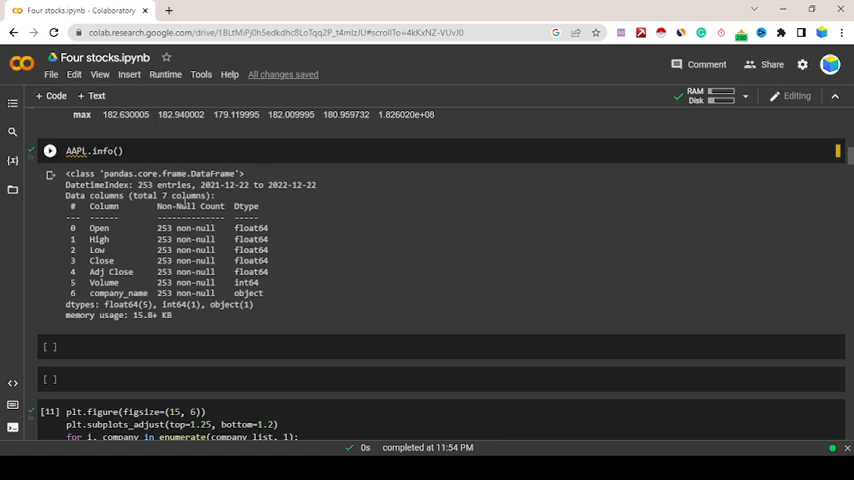 Four stocks.ipynb - Colaboratory
colab.research.google.com/drive/1BLtMiPj0h5edkdhc8LoTqq2P_t4mIzJU#scrollTo=4kKxNZ-VUvJ0
200
Four stocks.ipynb
File Edit View Insert Runtime Tools Help All changes saved
Comment Share
+ Code + Text
RAM
Disk
Editing
max 182.630005 182.940002 179.119995 182.009995 180.959732 1.826020e+08
AAPL.info()
0s
<class 'pandas.core.frame.DataFrame'>
DatetimeIndex: 253 entries, 2021-12-22 to 2022-12-22
Data columns (total 7 columns):
# Column Non-Null Count Dtype
--- ------ -------------- -----
0 Open 253 non-null float64
1 High 253 non-null float64
2 Low 253 non-null float64
3 Close 253 non-null float64
4 Adj Close 253 non-null float64
5 Volume 253 non-null int64
6 company_name 253 non-null object
dtypes: float64(5), int64(1), object(1)
memory usage: 15.8+ KB
[ ]
[ ]
[11] plt.figure(figsize=(15, 6))
plt.subplots_adjust(top=1.25, bottom=1.2)
for i, company in enumerate(company_list, 1):
0s completed at 11:54 PM